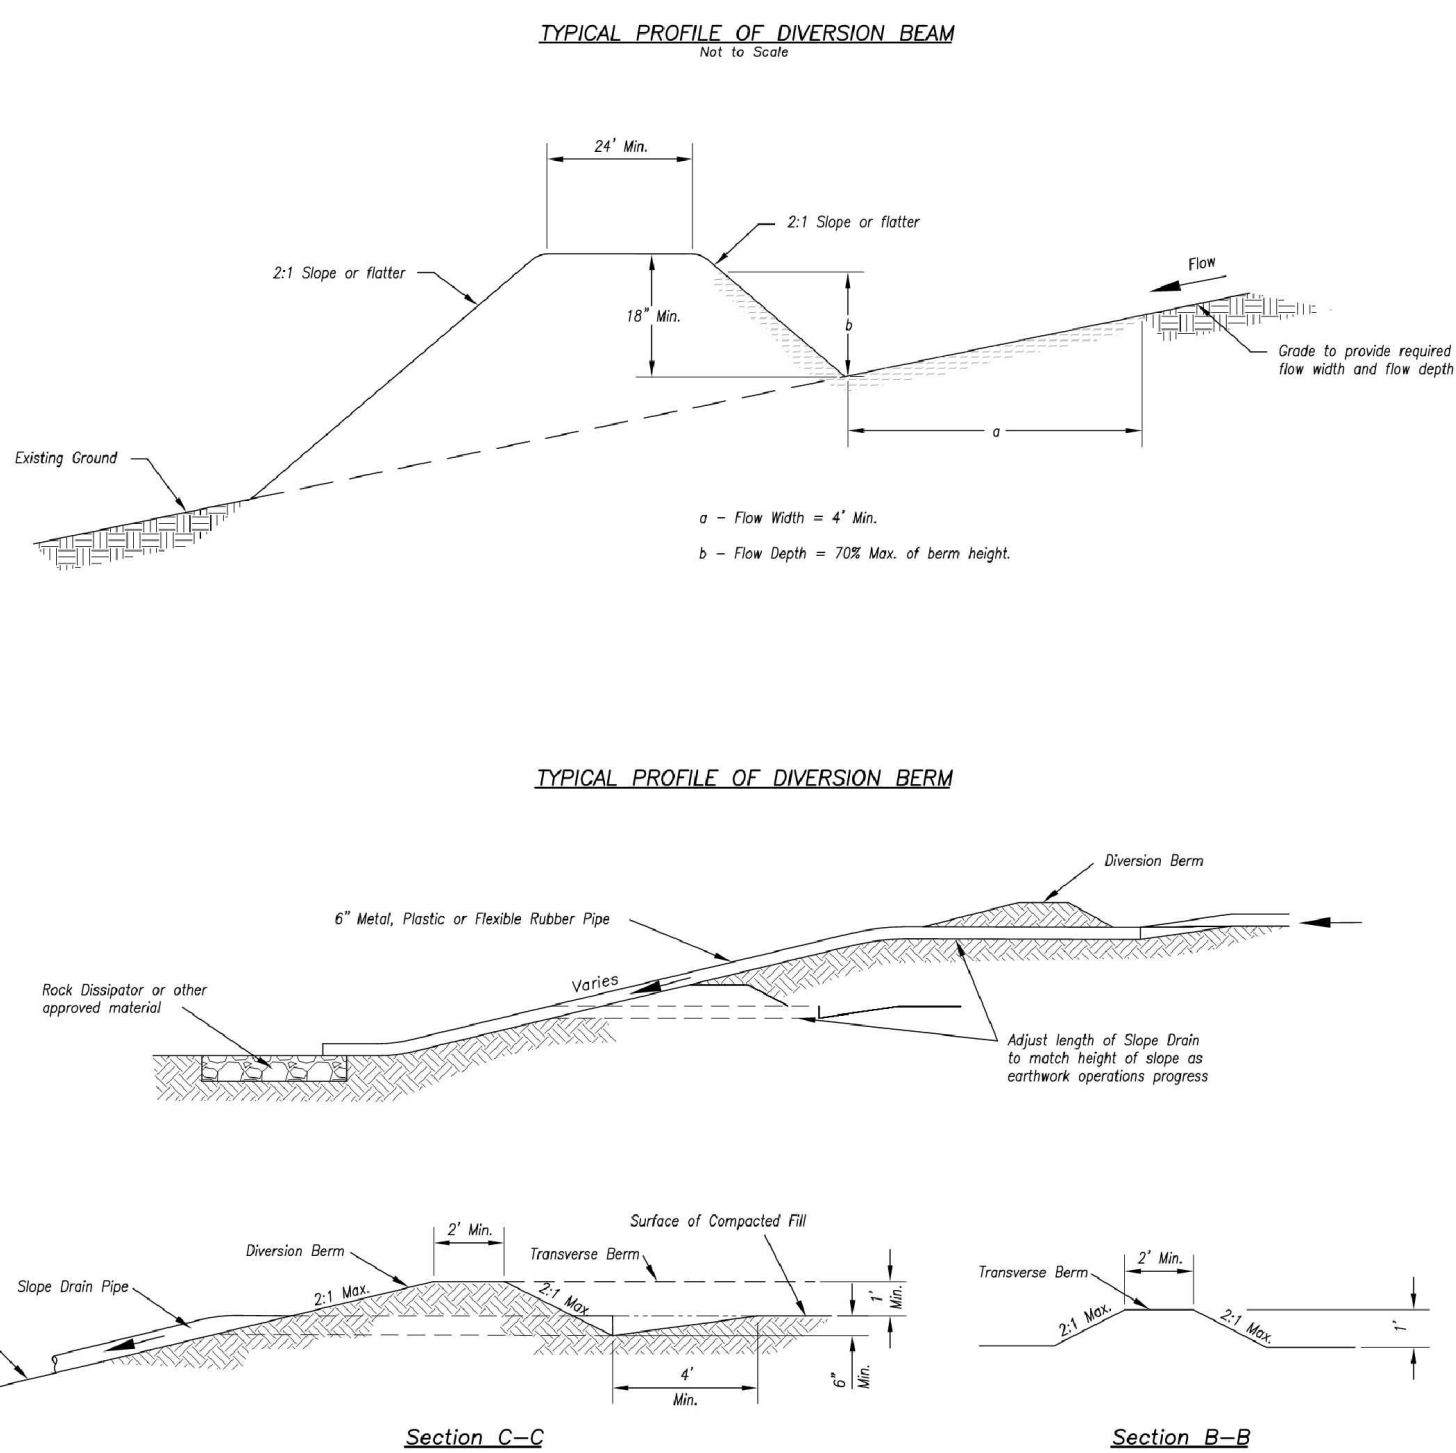 TYPICAL PROFILE OF DIVERSION BEAM
Not to Scale
24' Min.
2:1 Slope or flatter
2:1 Slope or flatter
Flow
18" Min.
b
Grade to provide required
flow width and flow depth
a
Existing Ground
a - Flow Width = 4' Min.
b - Flow Depth = 70% Max. of berm height.
TYPICAL PROFILE OF DIVERSION BERM
Diversion Berm
6" Metal, Plastic or Flexible Rubber Pipe
Varies
Rock Dissipator or other
approved material
Adjust length of Slope Drain
to match height of slope as
earthwork operations progress
Surface of Compacted Fill
2' Min.
Diversion Berm
Transverse Berm
Slope Drain Pipe
2:1 Max.
2:1 Max.
1'
Min.
4'
Min.
6"
Min.
Section C-C
2' Min.
Transverse Berm
2:1 Max.
2:1 Max.
1'
Section B-B